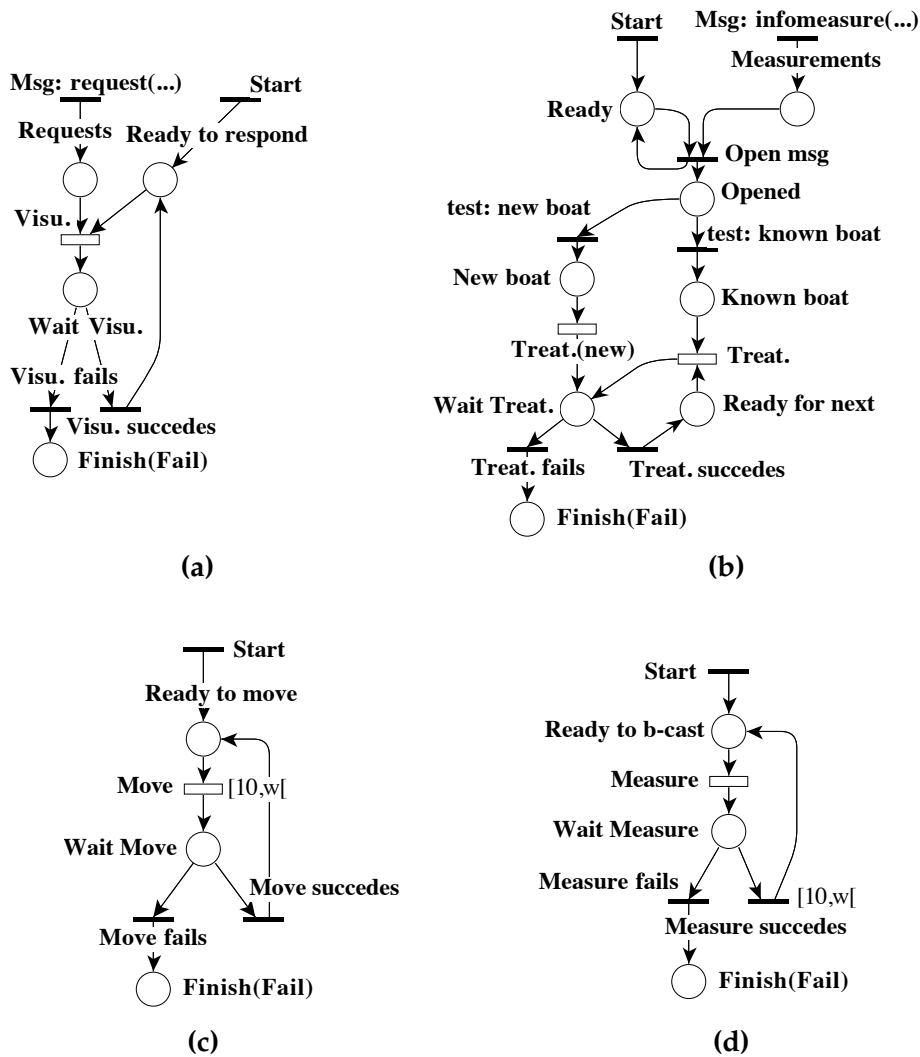 Msg: request(...)
Start
Requests
Ready to respond
Visu.
Wait Visu.
Visu. fails
Visu. succedes
Finish(Fail)
(a)
Start
Msg: infomeasure(...)
Measurements
Ready
Open msg
Opened
test: new boat
test: known boat
New boat
Known boat
Treat.(new)
Treat.
Wait Treat.
Ready for next
Treat. fails
Treat. succedes
Finish(Fail)
(b)
Start
Ready to move
Move
[10,w[
Wait Move
Move succedes
Move fails
Finish(Fail)
(c)
Start
Ready to b-cast
Measure
Wait Measure
Measure fails
[10,w[
Measure succedes
Finish(Fail)
(d)